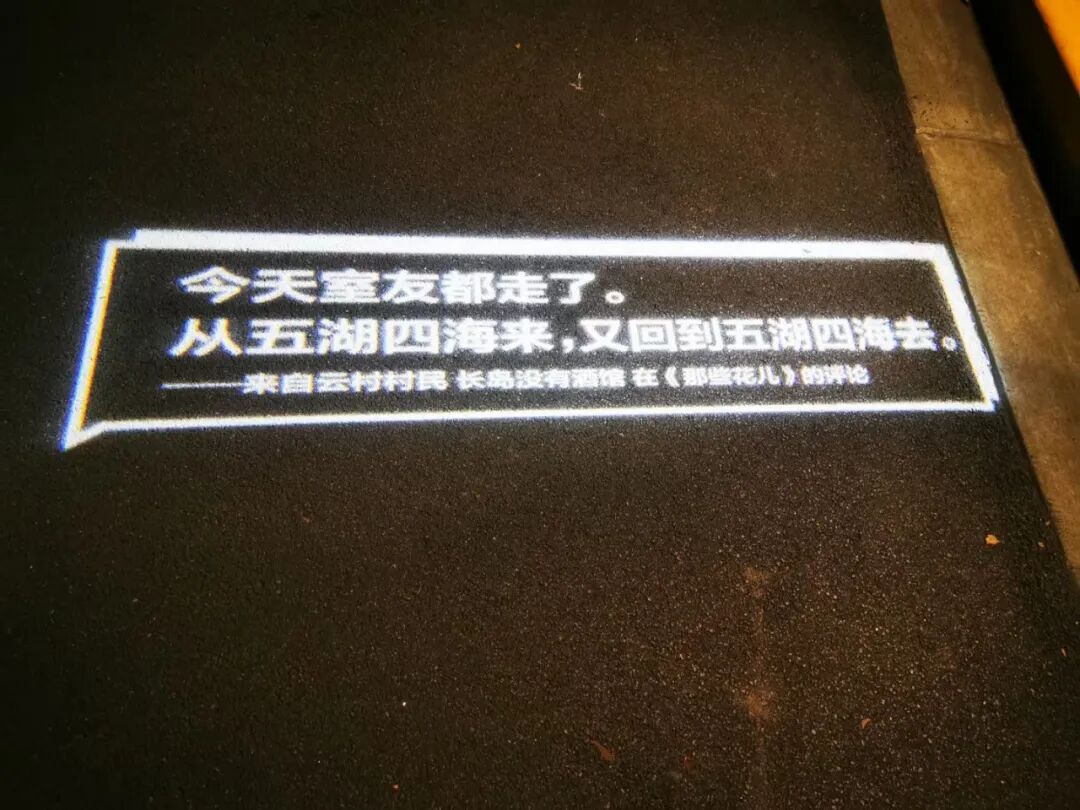 今天室友都走了。
从五湖四海来,又回到五湖四海去。
——来自云村村民 长岛没有酒馆 在《那些花儿》的评论